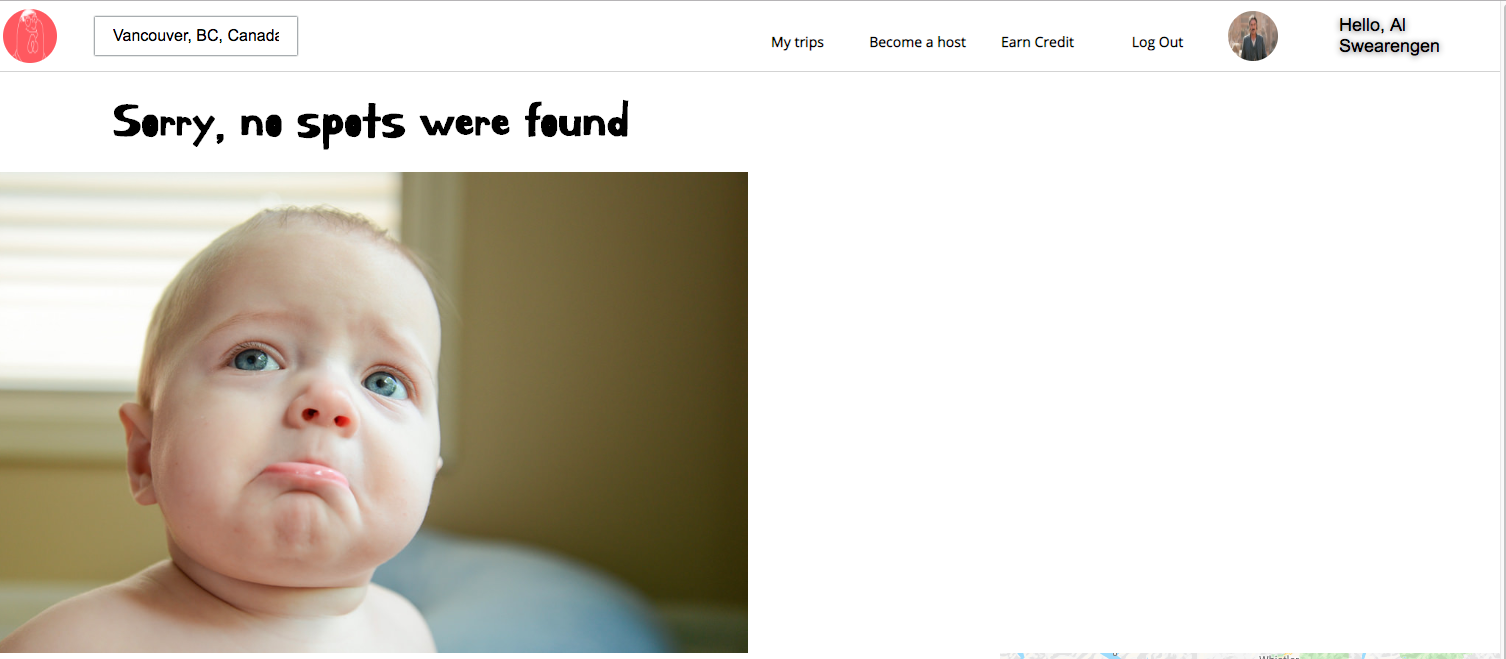 Vancouver, BC, Canada
My trips
Become a host
Earn Credit
Log Out
Hello, Al
Swearengen
Sorry, no spots were found
Whistler